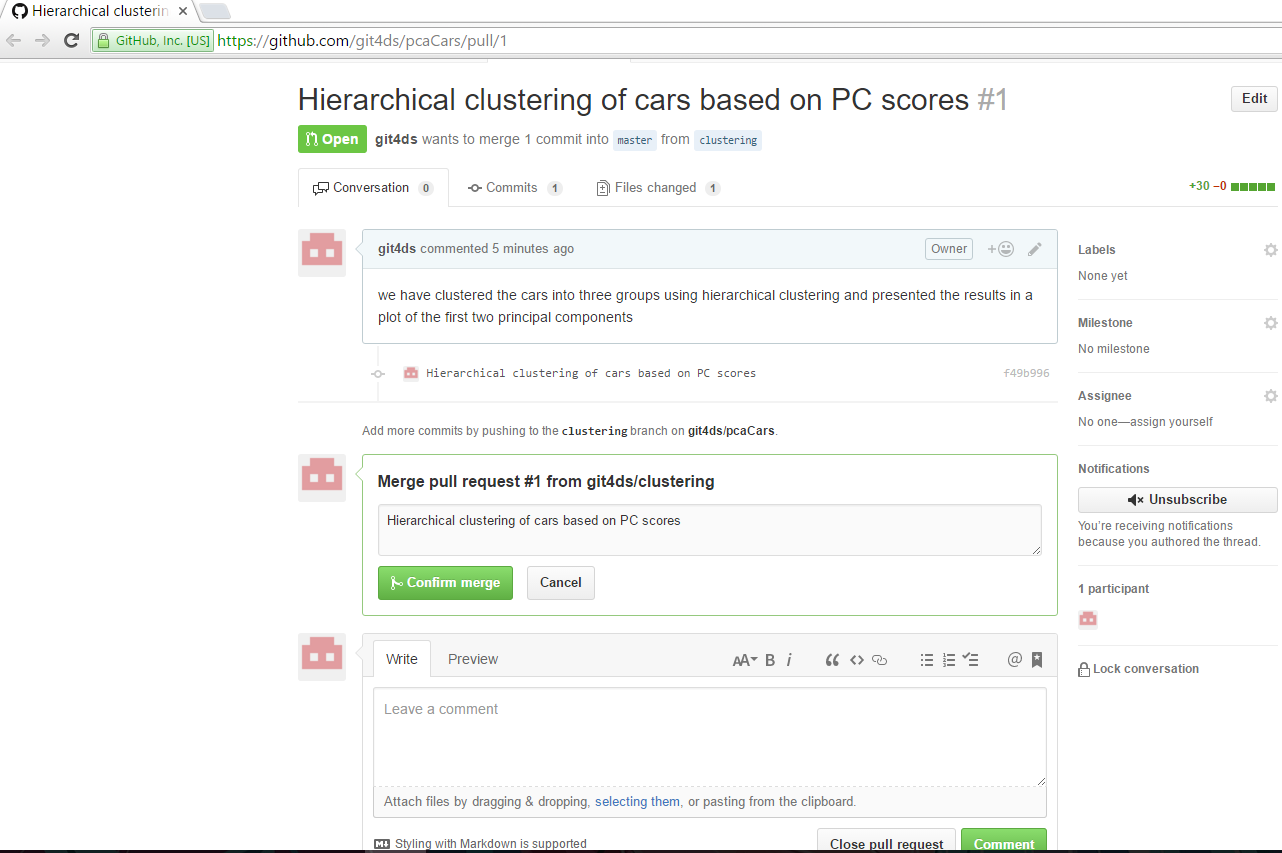 Hierarchical clusterin
GitHub, Inc. [US] https://github.com/git4ds/pcaCars/pull/1
Hierarchical clustering of cars based on PC scores #1
Edit
Open git4ds wants to merge 1 commit into master from clustering
Conversation 0 Commits 1 Files changed 1 +30 −0
git4ds commented 5 minutes ago Owner +
we have clustered the cars into three groups using hierarchical clustering and presented the results in a
plot of the first two principal components
Hierarchical clustering of cars based on PC scores f49b996
Add more commits by pushing to the clustering branch on git4ds/pcaCars.
Merge pull request #1 from git4ds/clustering
Hierarchical clustering of cars based on PC scores
Confirm merge Cancel
Write Preview AA B i “ <> @
Leave a comment
Attach files by dragging & dropping, selecting them, or pasting from the clipboard.
Styling with Markdown is supported
Close pull request Comment
Labels
None yet
Milestone
No milestone
Assignee
No one—assign yourself
Notifications
Unsubscribe
You’re receiving notifications
because you authored the thread.
1 participant
Lock conversation